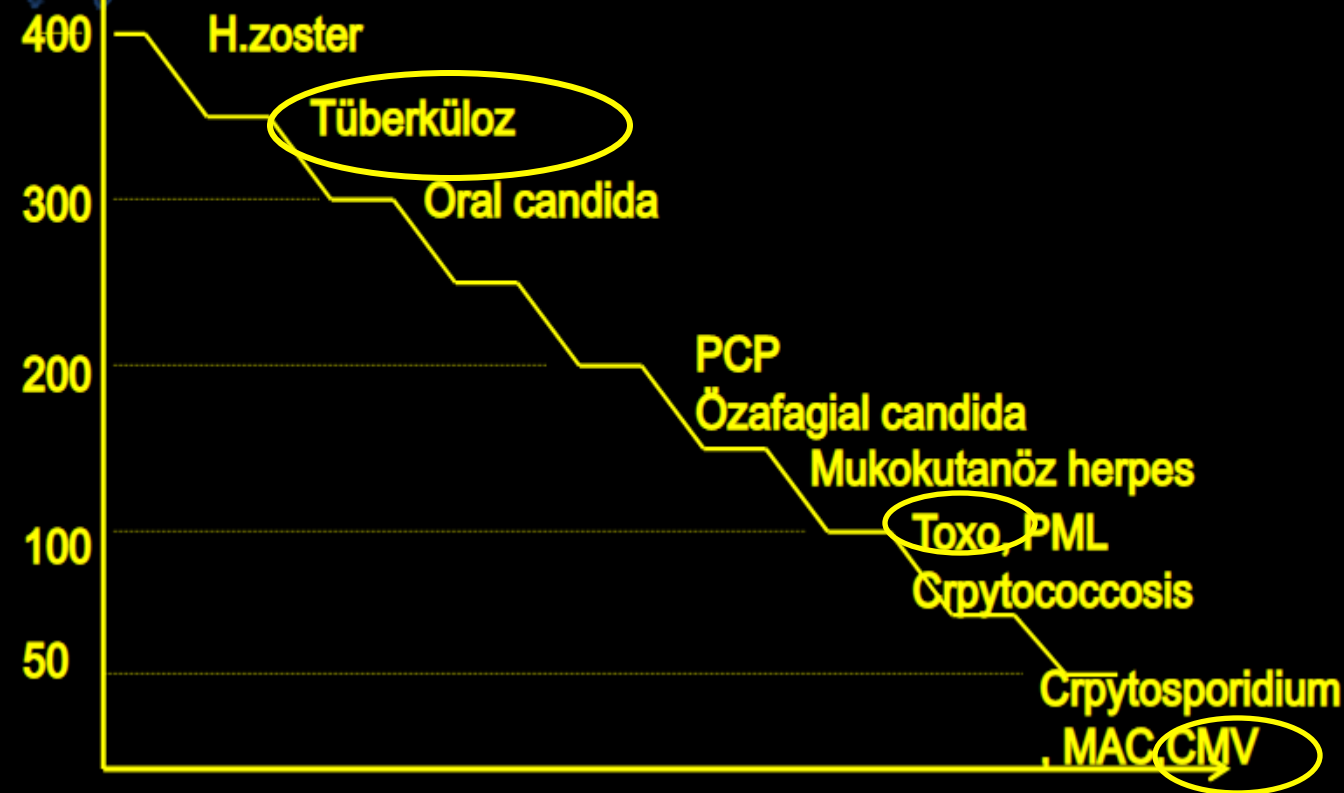 400 H.zoster
Tüberküloz
300 Oral candida
200 PCP
Özafagial candida
Mukokutanöz herpes
100 Toxo, PML
Crpytococcosis
50 Crpytosporidium
, MAC,CMV